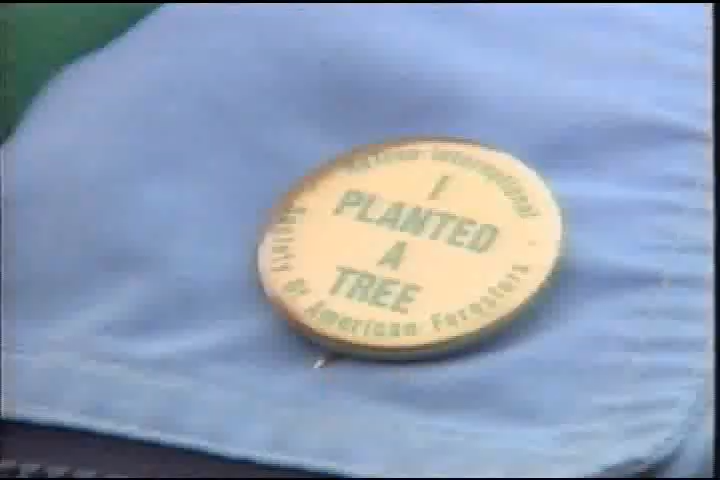 International
I
PLANTED
A
TREE
Society of American Foresters